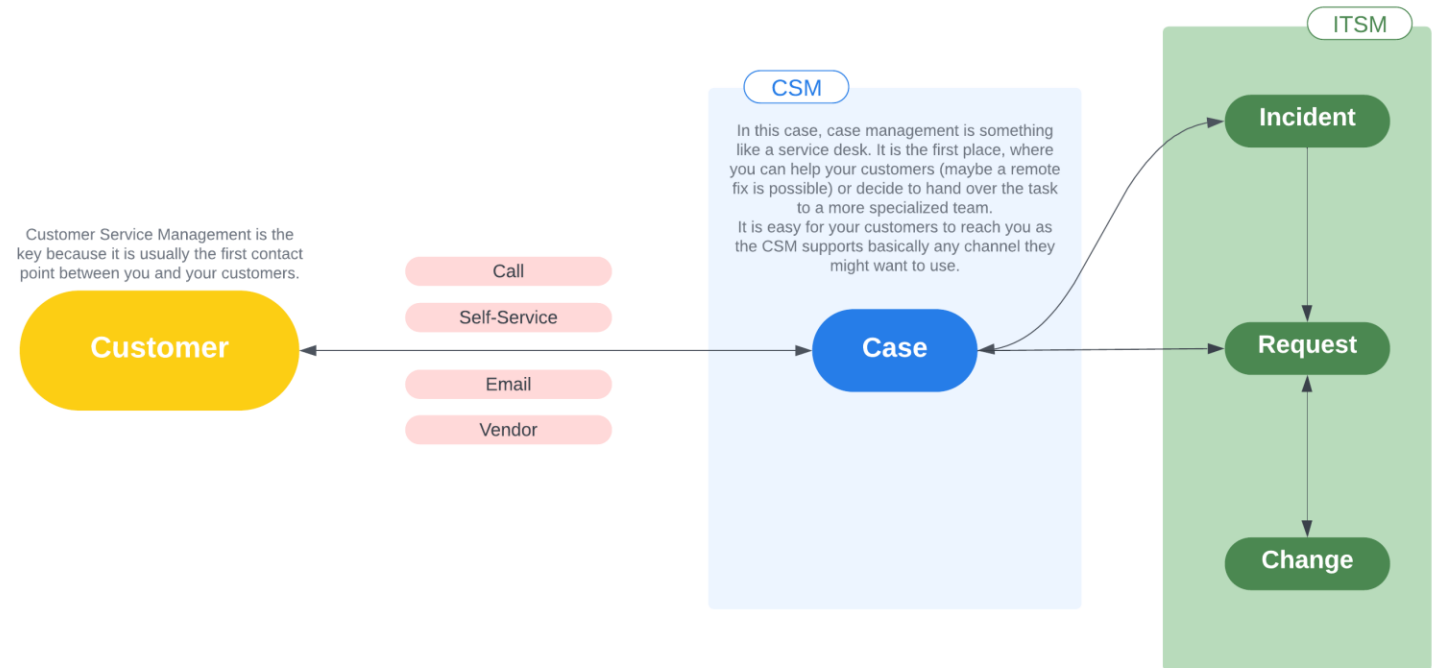 ITSM
CSM
In this case, case management is something
like a service desk. It is the first place, where
you can help your customers (maybe a remote
fix is possible) or decide to hand over the task
to a more specialized team.
It is easy for your customers to reach you as
the CSM supports basically any channel they
might want to use.
Incident
Customer Service Management is the
key because it is usually the first contact
point between you and your customers.
Call
Self-Service
Customer
Case
Request
Email
Vendor
Change